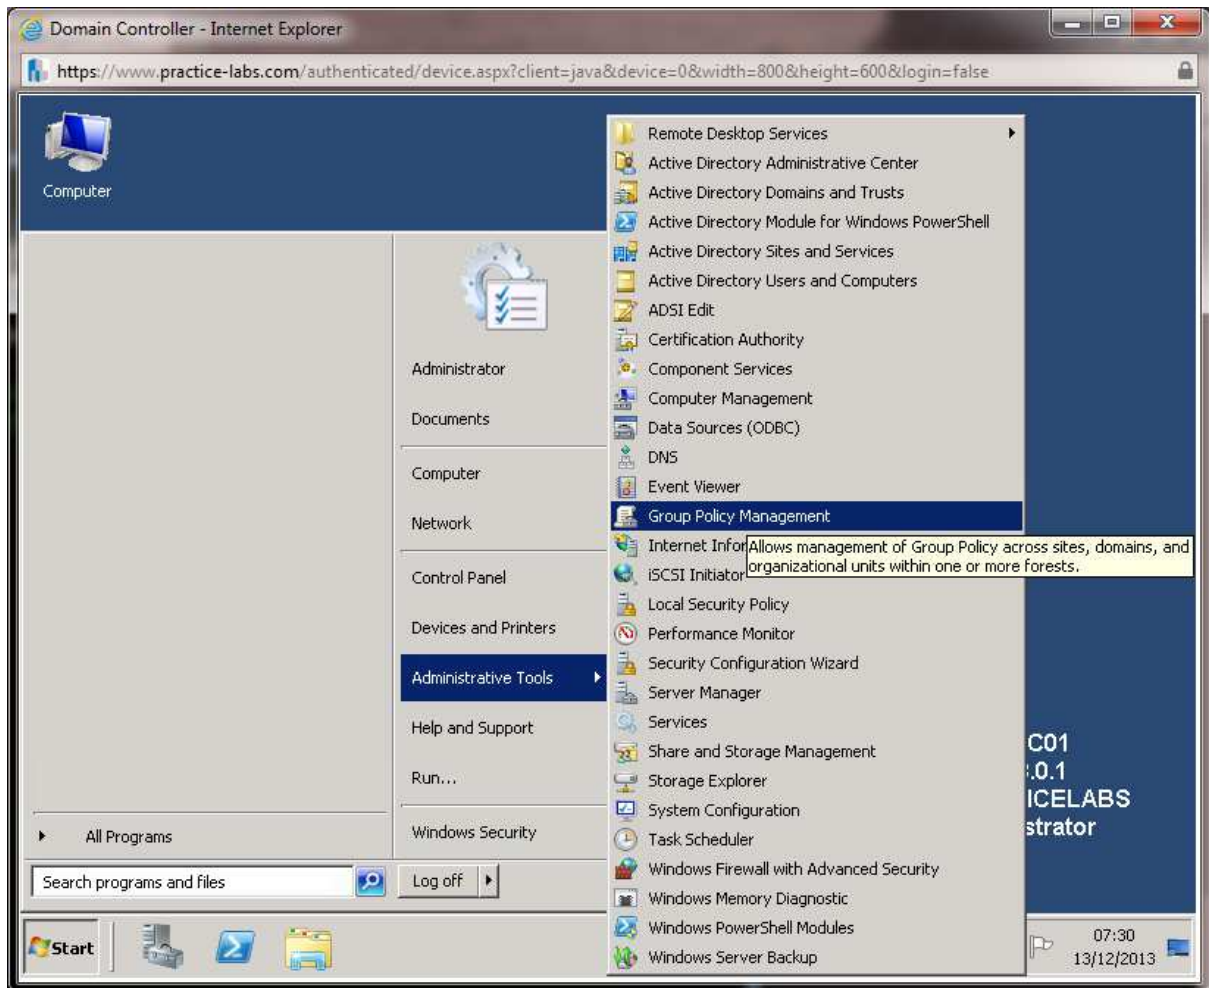 Domain Controller - Internet Explorer
https://www.practice-labs.com/authenticated/device.aspx?client=java&device=0&width=800&height=600&login=false
Computer
Administrator
Documents
Computer
Network
Control Panel
Devices and Printers
Administrative Tools
Help and Support
Run...
Windows Security
All Programs
Search programs and files
Log off
Remote Desktop Services
Active Directory Administrative Center
Active Directory Domains and Trusts
Active Directory Module for Windows PowerShell
Active Directory Sites and Services
Active Directory Users and Computers
ADSI Edit
Certification Authority
Component Services
Computer Management
Data Sources (ODBC)
DNS
Event Viewer
Group Policy Management
Internet Infor
Allows management of Group Policy across sites, domains, and
organizational units within one or more forests.
iSCSI Initiator
Local Security Policy
Performance Monitor
Security Configuration Wizard
Server Manager
Services
Share and Storage Management
Storage Explorer
System Configuration
Task Scheduler
Windows Firewall with Advanced Security
Windows Memory Diagnostic
Windows PowerShell Modules
Windows Server Backup
C01
.0.1
ICELABS
strator
Start
07:30
13/12/2013